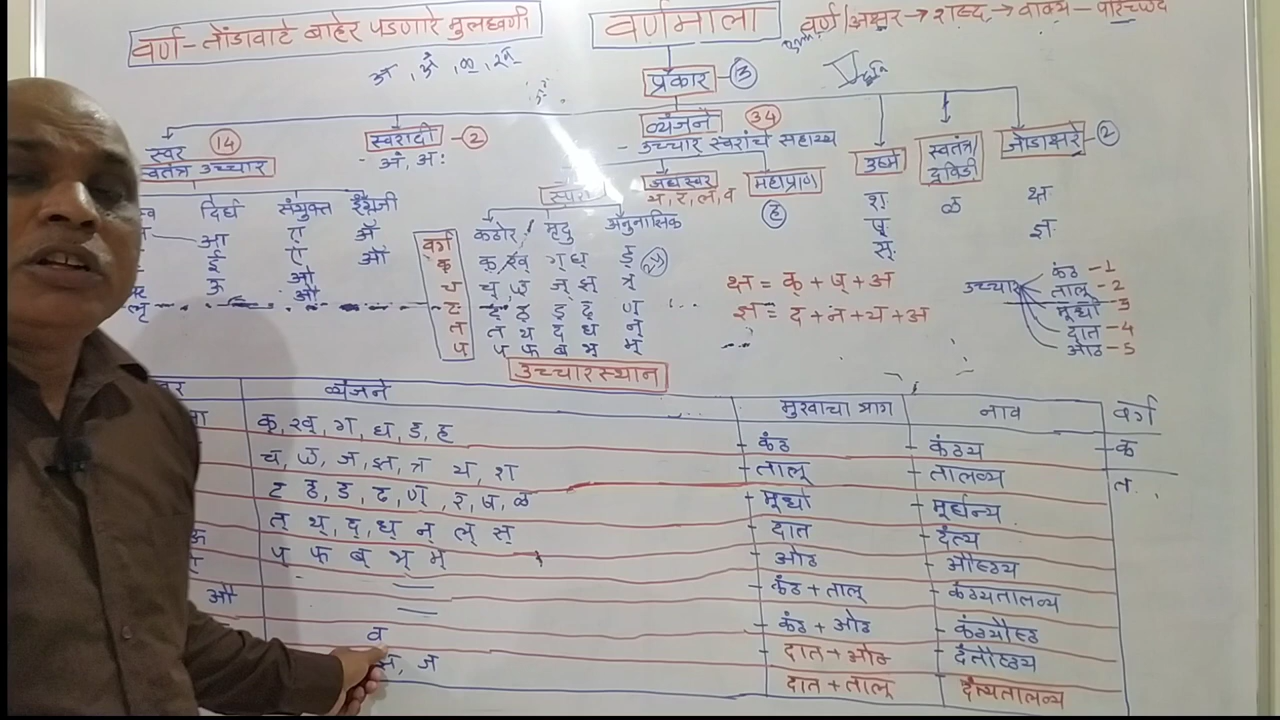 वर्ण - तोंडावाटे बाहेर पडणारे मुलध्वनी
वर्णमाला
वर्ण/अक्षर → शब्द → वाक्य - परिच्छेद
प्रकार - 3
स्वर 14
स्वतंत्र उच्चार
स्वरादी - 2
- अं, अः
व्यंजने 34
- उच्चार स्वरांचे सहाय्य
उष्मे
श
ष
स्
स्वतंत्र/
द्रविडी
ळ
जोडाक्षरे 2
क्ष
ज्ञ
दिर्घ
आ
ई
ऊ
संयुक्त
ए
ऐ
ओ
औ
इंग्रजी
ॲ
ऑ
स्पर्श
अर्धस्वर
य, र, ल, व
महाप्राण
ह
कठोर मृदु अनुनासिक
वर्ग
क् क् ख् ग् घ् ङ्
च च् छ् ज् झ् ञ
ट ट् ठ् ड् ढ् ण्
त त थ द ध न्
प प फ ब भ् म्
क्ष = क् + ष् + अ
ज्ञ = द + न + य + अ
उच्चार
कंठ - 1
तालू - 2
मूर्धा - 3
दात - 4
ओठ - 5
उच्चारस्थान
व्यंजने मुखाचा भाग नाव वर्ग
क्, ख्, ग, घ, ङ, ह - कंठ - कंठ्य - क
च, छ, ज, झ, ञ य, श - तालू - तालव्य त..
ट ठ, ड, ढ, ण्, र, ष, ळ - मूर्धा - मूर्धन्य
त् थ्, द्, ध् न् ल् स् - दात - दंत्य
ऊ प् फ ब् भ् म् - ओठ - औष्ठ्य
- कंठ + तालू - कंठ्यतालव्य
औ - कंठ + ओठ - कंठ्यौष्ठ
व दात + ओठ - दंतौष्ठ्य
झ, ज दात + तालू दंत्यतालव्य